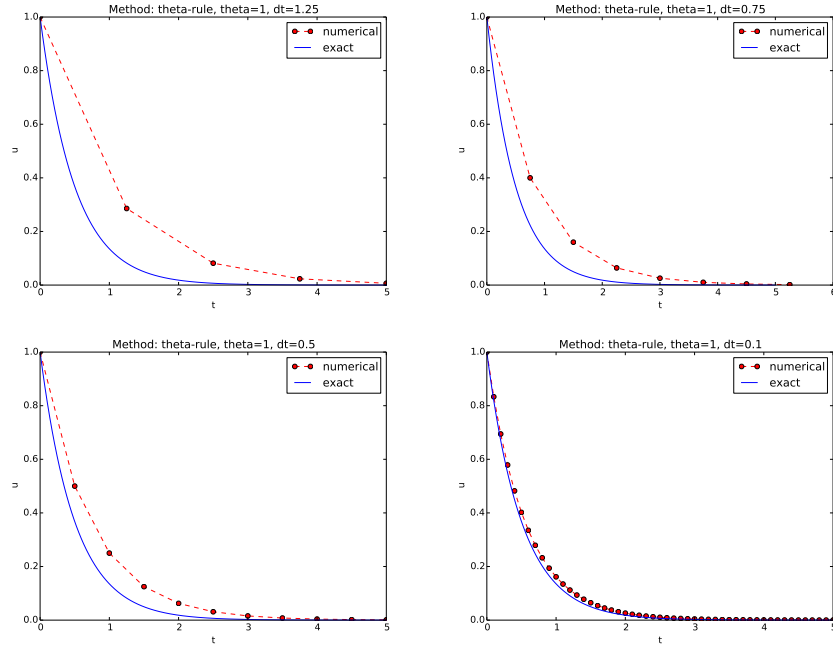 Method: theta-rule, theta=1, dt=1.25
numerical
exact
u
1.0
0.8
0.6
0.4
0.2
0.0
0 1 2 3 4 5
t
Method: theta-rule, theta=1, dt=0.75
numerical
exact
u
1.0
0.8
0.6
0.4
0.2
0.0
0 1 2 3 4 5 6
t
Method: theta-rule, theta=1, dt=0.5
numerical
exact
u
1.0
0.8
0.6
0.4
0.2
0.0
0 1 2 3 4 5
t
Method: theta-rule, theta=1, dt=0.1
numerical
exact
u
1.0
0.8
0.6
0.4
0.2
0.0
0 1 2 3 4 5
t